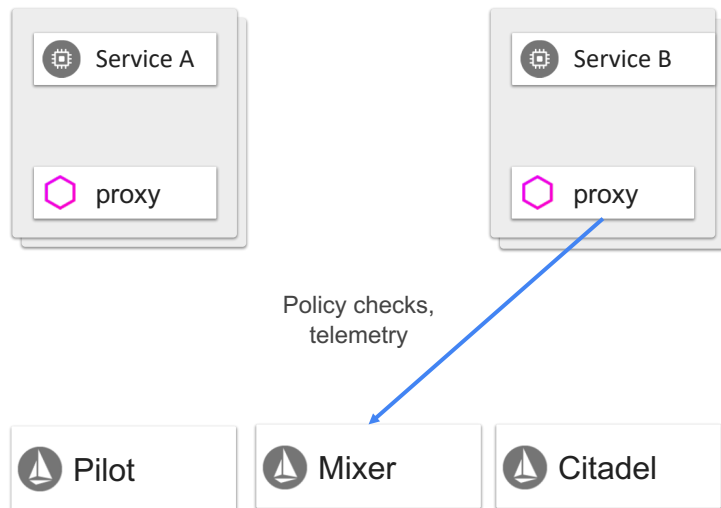 Service A
Service B
proxy
proxy
Policy checks,
telemetry
Pilot
Mixer
Citadel